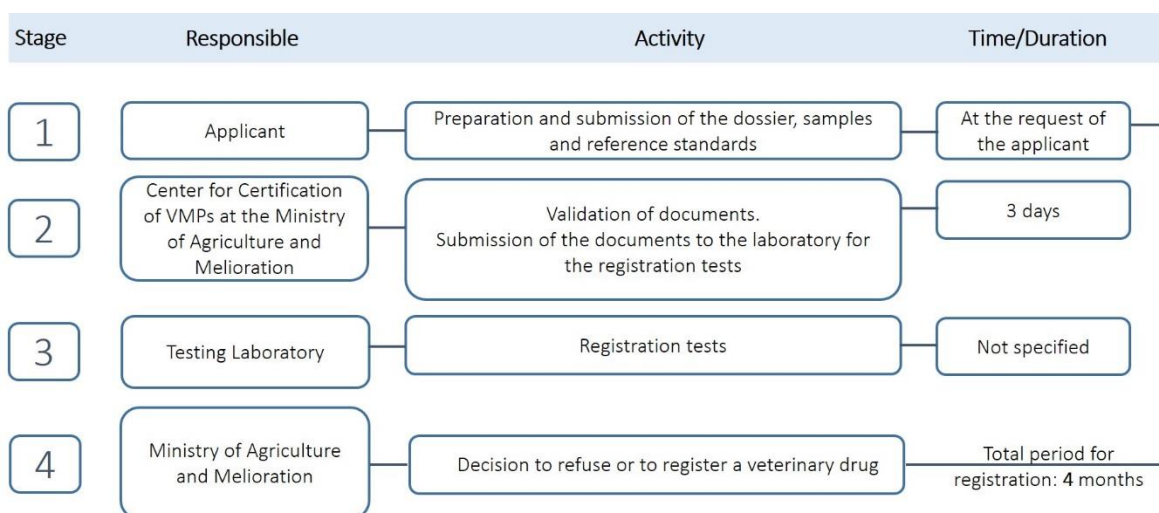 Stage Responsible Activity Time/Duration
1
Applicant
Preparation and submission of the dossier, samples
and reference standards
At the request of
the applicant
2
Center for Certification
of VMPs at the Ministry
of Agriculture and
Melioration
Validation of documents.
Submission of the documents to the laboratory for
the registration tests
3 days
3
Testing Laboratory
Registration tests
Not specified
4
Ministry of Agriculture
and Melioration
Decision to refuse or to register a veterinary drug
Total period for
registration: 4 months